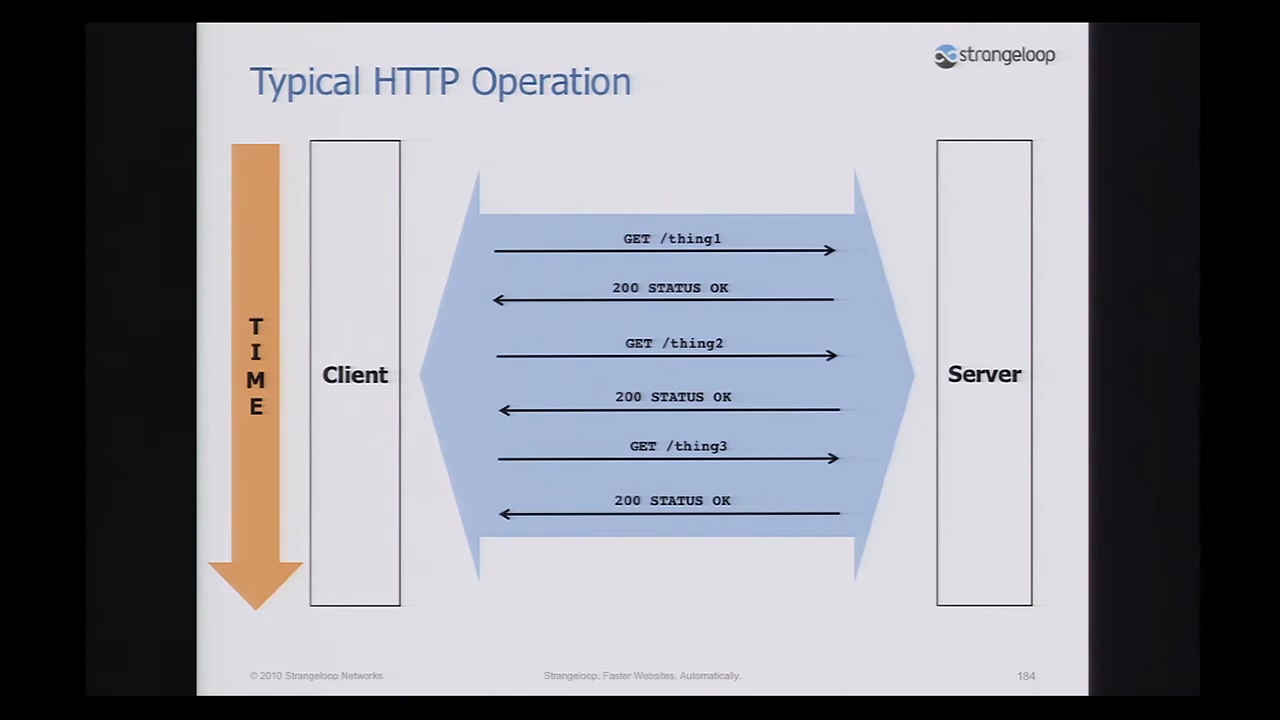 strangeloop
Typical HTTP Operation
TIME
Client
GET /thing1
200 STATUS OK
GET /thing2
200 STATUS OK
GET /thing3
200 STATUS OK
Server
© 2010 Strangeloop Networks
Strangeloop. Faster Websites. Automatically.
184